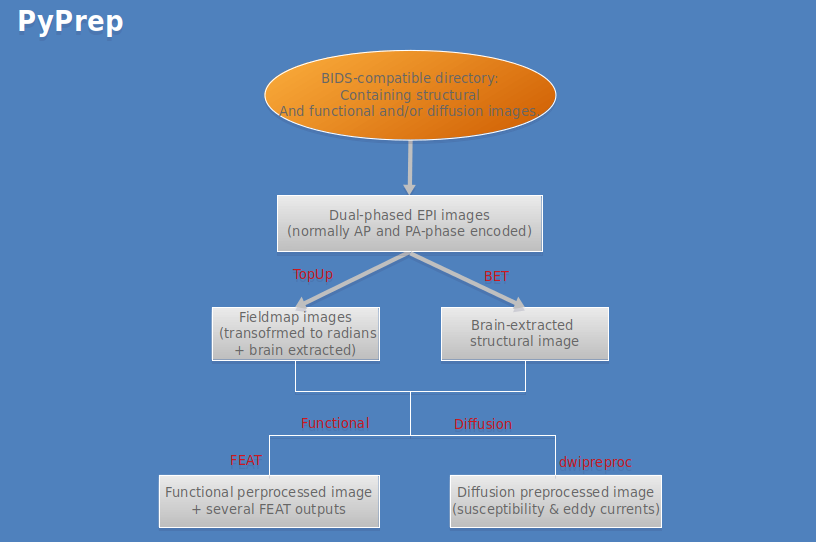 PyPrep
BIDS-compatible directory:
Containing structural
And functional and/or diffusion images
Dual-phased EPI images
(normally AP and PA-phase encoded)
TopUp
BET
Fieldmap images
(transofrmed to radians
+ brain extracted)
Brain-extracted
structural image
Functional
Diffusion
FEAT
dwipreproc
Functional perprocessed image
+ several FEAT outputs
Diffusion preprocessed image
(susceptibility & eddy currents)